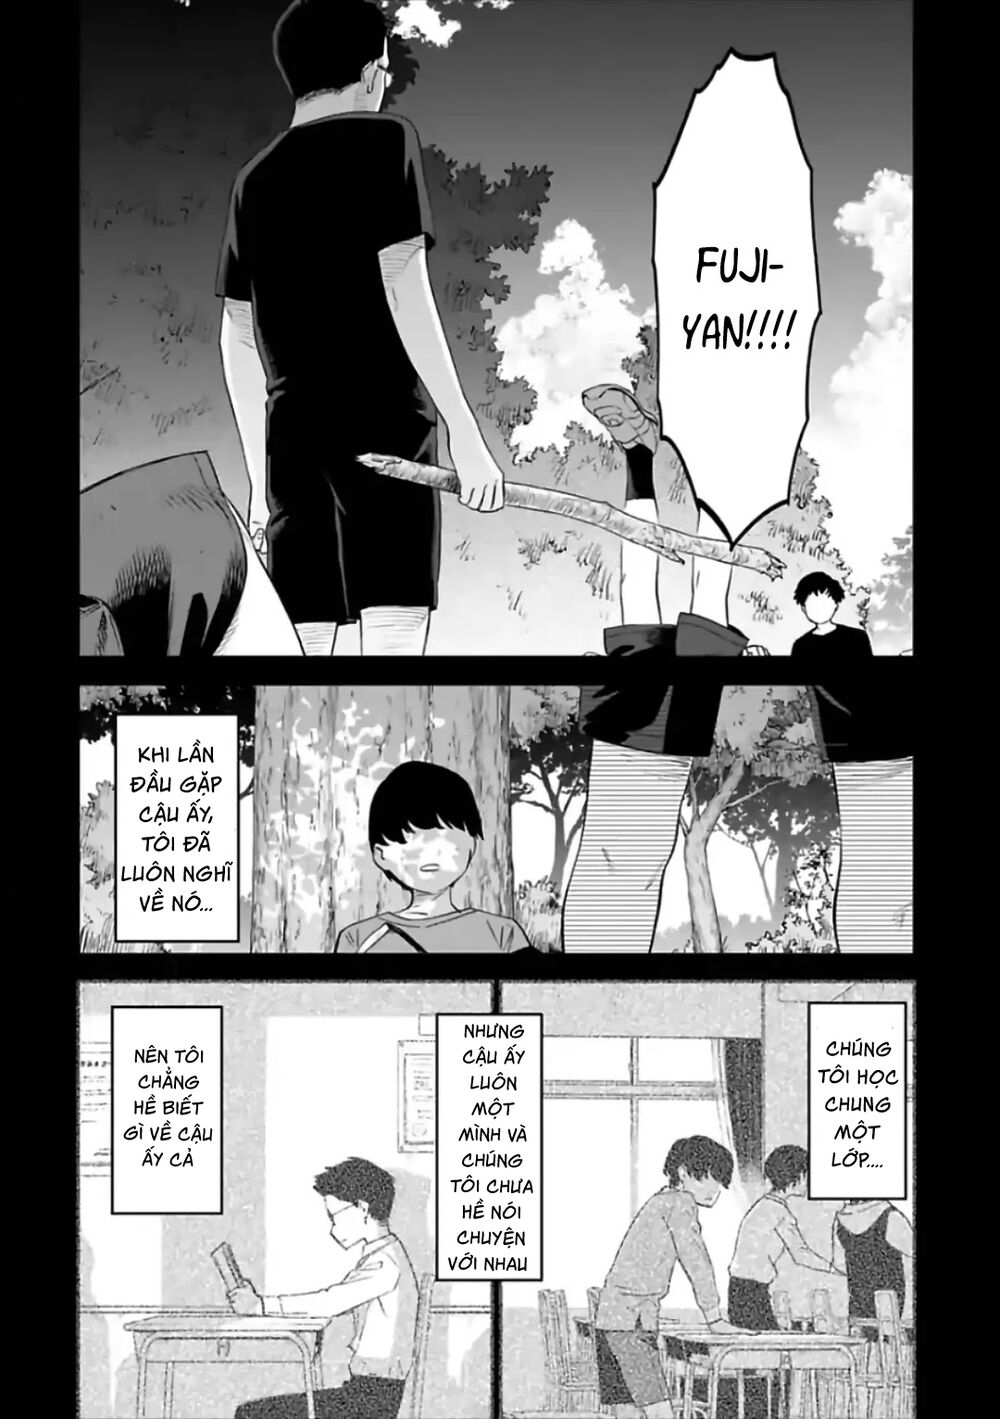 FUJI-
YAN!!!!
KHI LẦN
ĐẦU GẶP
CẬU ẤY,
TÔI ĐÃ
LUÔN NGHĨ
VỀ NÓ...
CHÚNG
TÔI HỌC
CHUNG
MỘT
LỚP....
NHƯNG
CẬU ẤY
LUÔN
MỘT
MÌNH VÀ
CHÚNG
TÔI CHƯA
HỀ NÓI
CHUYỆN
VỚI NHAU
NÊN TÔI
CHẲNG
HỀ BIẾT
GÌ VỀ CẬU
ẤY CẢ